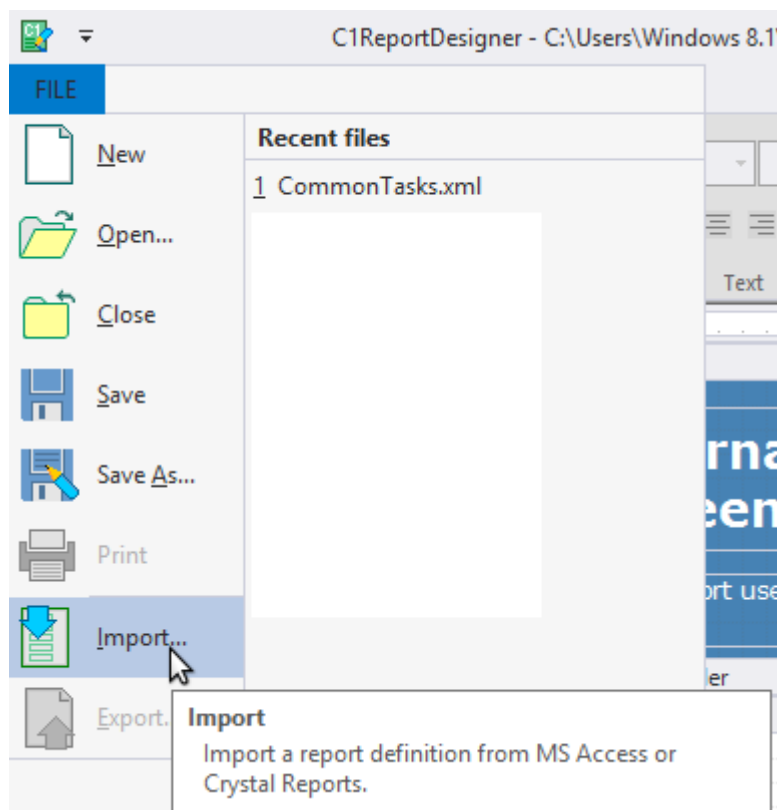 C1ReportDesigner - C:\Users\Windows 8.1\
FILE
New
Open...
Close
Save
Save As...
Print
Import...
Export.
Recent files
1 CommonTasks.xml
Text
Import
Import a report definition from MS Access or
Crystal Reports.